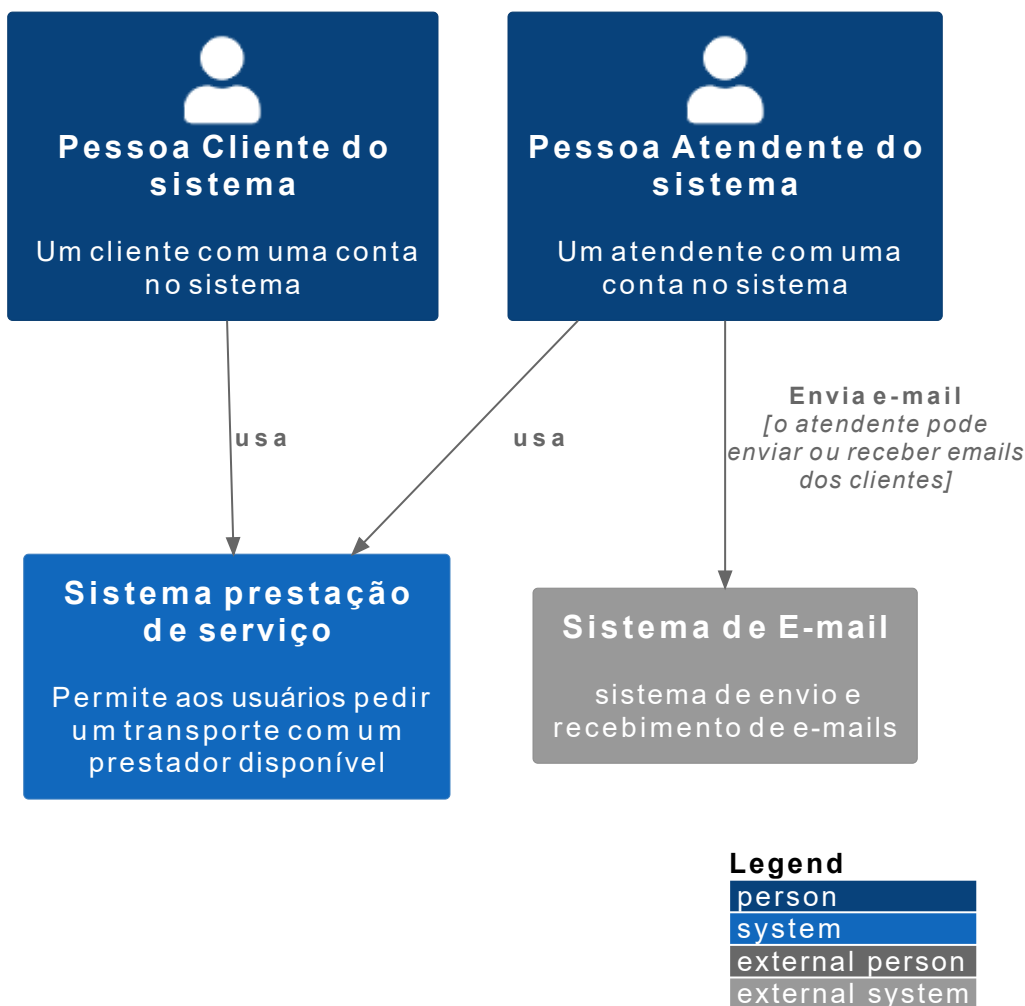 Pessoa Cliente do
sistema
Um cliente com uma conta
no sistema
Pessoa Atendente do
sistema
Um atendente com uma
conta no sistema
usa
usa
Envia e-mail
[o atendente pode
enviar ou receber emails
dos clientes]
Sistema prestação
de serviço
Permite aos usuários pedir
um transporte com um
prestador disponível
Sistema de E-mail
sistema de envio e
recebimento de e-mails
Legend
person
system
external person
external system